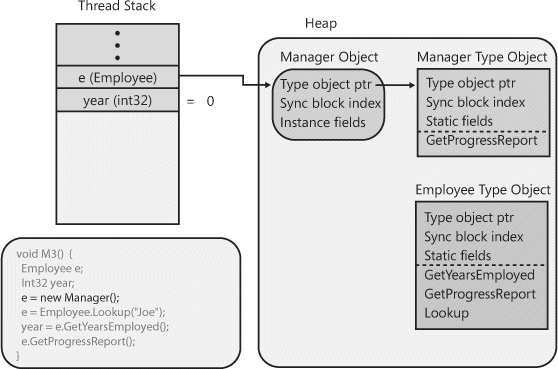 Thread Stack
Heap
e (Employee)
year (int32)
= 0
Manager Object
Type object ptr
Sync block index
Instance fields
Manager Type Object
Type object ptr
Sync block index
Static fields
GetProgressReport
Employee Type Object
Type object ptr
Sync block index
Static fields
GetYearsEmployed
GetProgressReport
Lookup
void M3() {
Employee e;
Int32 year;
e = new Manager();
e = Employee.Lookup("Joe");
year = e.GetYearsEmployed();
e.GetProgressReport();
}